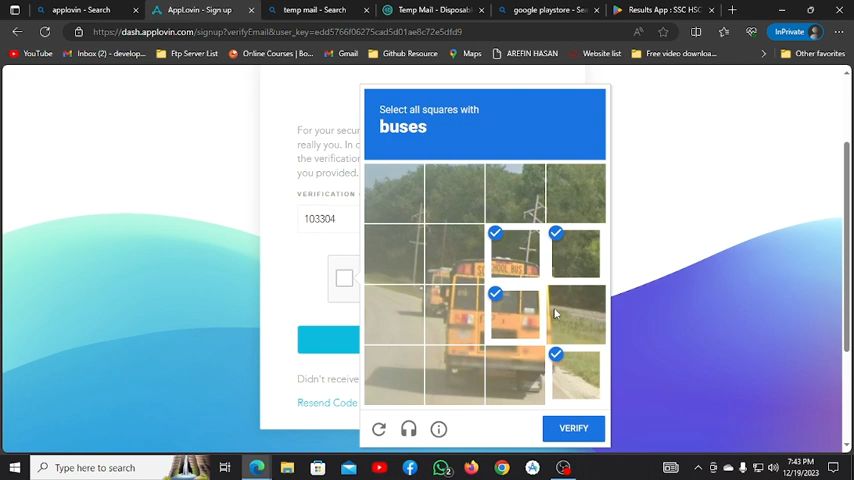 applovin - Search
AppLovin - Sign up
temp mail - Search
Temp Mail - Disposabl
google playstore - Se
Results App : SSC HSC
https://dash.applovin.com/signup?verifyEmail&user_key=edd5766f06275cad5d01ae8c72e5dfd9
InPrivate
YouTube
Inbox (2) - develop...
Ftp Server List
Online Courses | Bo...
Gmail
Github Resource
Maps
AREFIN HASAN
Website list
Free video downloa...
Other favorites
For your secur
really you. In o
the verification
you provided.
VERIFICATION
103304
Didn't receive
Resend Code
Select all squares with
buses
SCHOOL BUS
VERIFY
Type here to search
2
7:43 PM
12/19/2023